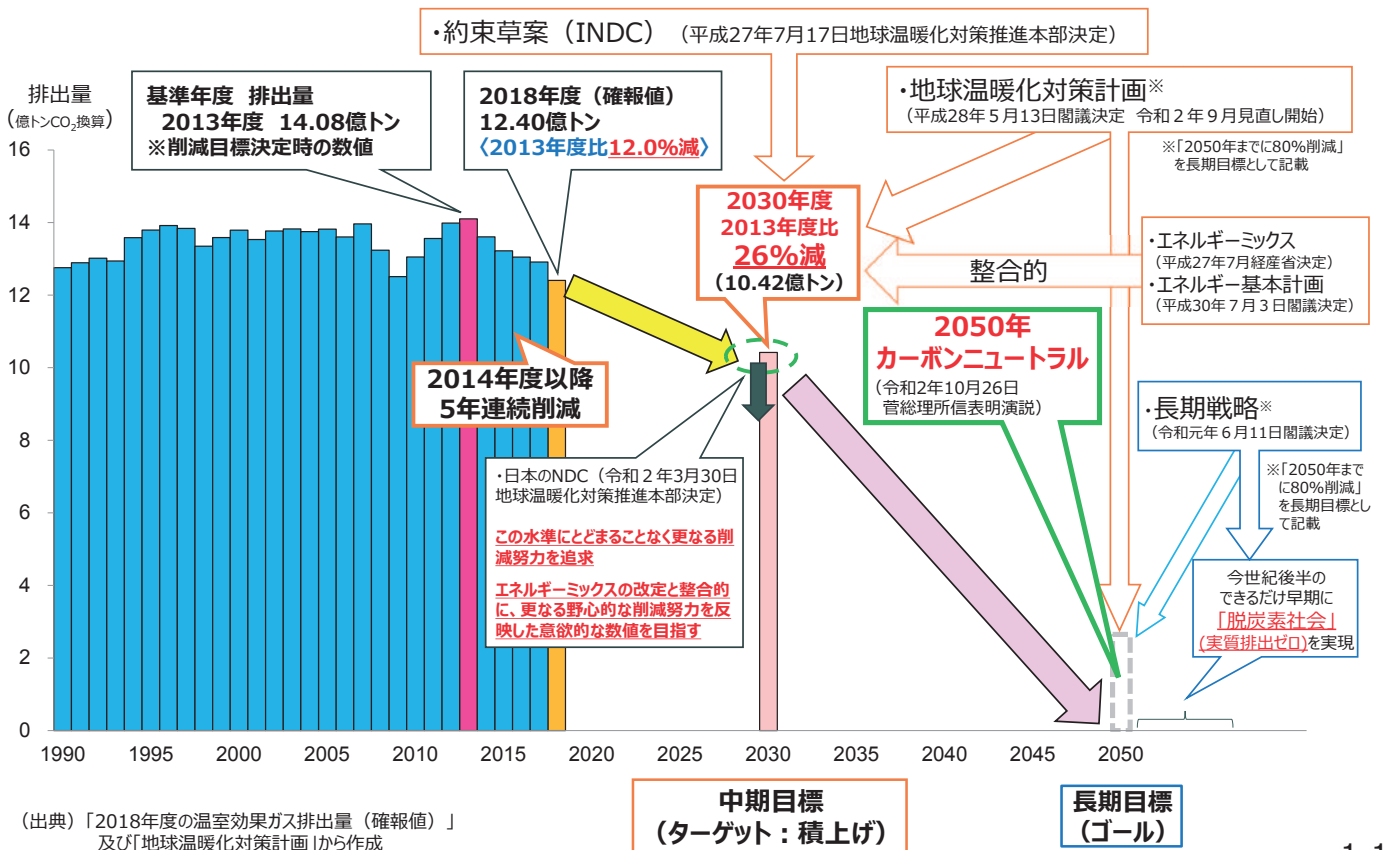 ・約束草案（INDC）（平成27年7月17日地球温暖化対策推進本部決定）
排出量
（億トンCO₂換算）
基準年度 排出量
2013年度 14.08億トン
※削減目標決定時の数値
2018年度（確報値）
12.40億トン
〈2013年度比12.0%減〉
・地球温暖化対策計画※
（平成28年５月13日閣議決定 令和２年９月見直し開始）
※「2050年までに80％削減」
を長期目標として記載
2030年度
2013年度比
26%減
（10.42億トン）
整合的
・エネルギーミックス
（平成27年7月経産省決定）
・エネルギー基本計画
（平成30年７月３日閣議決定）
2050年
カーボンニュートラル
（令和2年10月26日
菅総理所信表明演説）
2014年度以降
5年連続削減
・長期戦略※
（令和元年６月11日閣議決定）
※「2050年まで
に80%削減」
を長期目標とし
て記載
・日本のNDC（令和２年3月30日
地球温暖化対策推進本部決定）
この水準にとどまることなく更なる削
減努力を追求
エネルギーミックスの改定と整合的
に、更なる野心的な削減努力を反
映した意欲的な数値を目指す
今世紀後半の
できるだけ早期に
「脱炭素社会」
(実質排出ゼロ)を実現
16
14
12
10
8
6
4
2
0
1990 1995 2000 2005 2010 2015 2020 2025 2030 2035 2040 2045 2050
中期目標
（ターゲット：積上げ）
長期目標
（ゴール）
（出典）「2018年度の温室効果ガス排出量（確報値）」
及び「地球温暖化対策計画」から作成